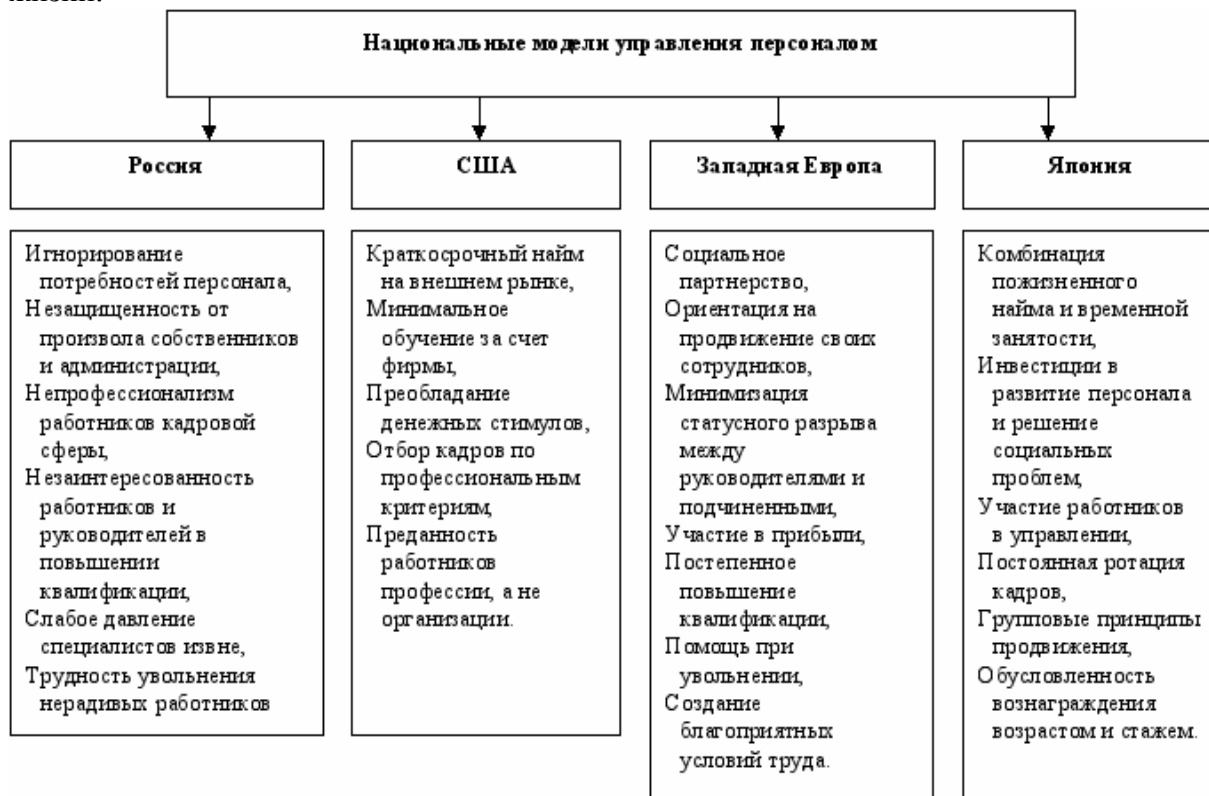 Национальные модели управления персоналом
Россия
Игнорирование
потребностей персонала,
Незащищенность от
произвола собственников
и администрации,
Непрофессионализм
работников кадровой
сферы,
Незаинтересованность
работников и
руководителей в
повышении
квалификации,
Слабое давление
специалистов извне,
Трудность увольнения
нерадивых работников
США
Краткосрочный найм
на внешнем рынке,
Минимальное
обучение за счет
фирмы,
Преобладание
денежных стимулов,
Отбор кадров по
профессиональным
критериям,
Преданность
работников
профессии, а не
организации.
Западная Европа
Социальное
партнерство,
Ориентация на
продвижение своих
сотрудников,
Минимизация
статусного разрыва
между
руководителями и
подчиненными,
Участие в прибыли,
Постепенное
повышение
квалификации,
Помощь при
увольнении,
Создание
благоприятных
условий труда.
Япония
Комбинация
пожизненного
найма и временной
занятости,
Инвестиции в
развитие персонала
и решение
социальных
проблем,
Участие работников
в управлении,
Постоянная ротация
кадров,
Групповые принципы
продвижения,
Обусловленность
вознаграждения
возрастом и стажем.